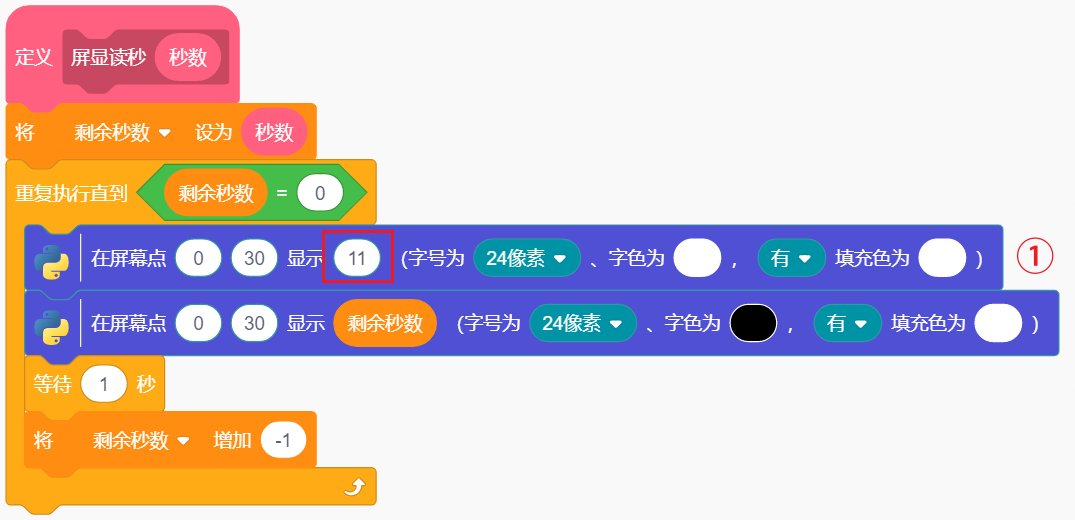 定义 屏显读秒 秒数
将 剩余秒数 设为 秒数
重复执行直到 剩余秒数 = 0
在屏幕点 0 30 显示 11 (字号为 24像素 、字色为 , 有 填充色为 ) ①
在屏幕点 0 30 显示 剩余秒数 (字号为 24像素 、字色为 , 有 填充色为 )
等待 1 秒
将 剩余秒数 增加 -1